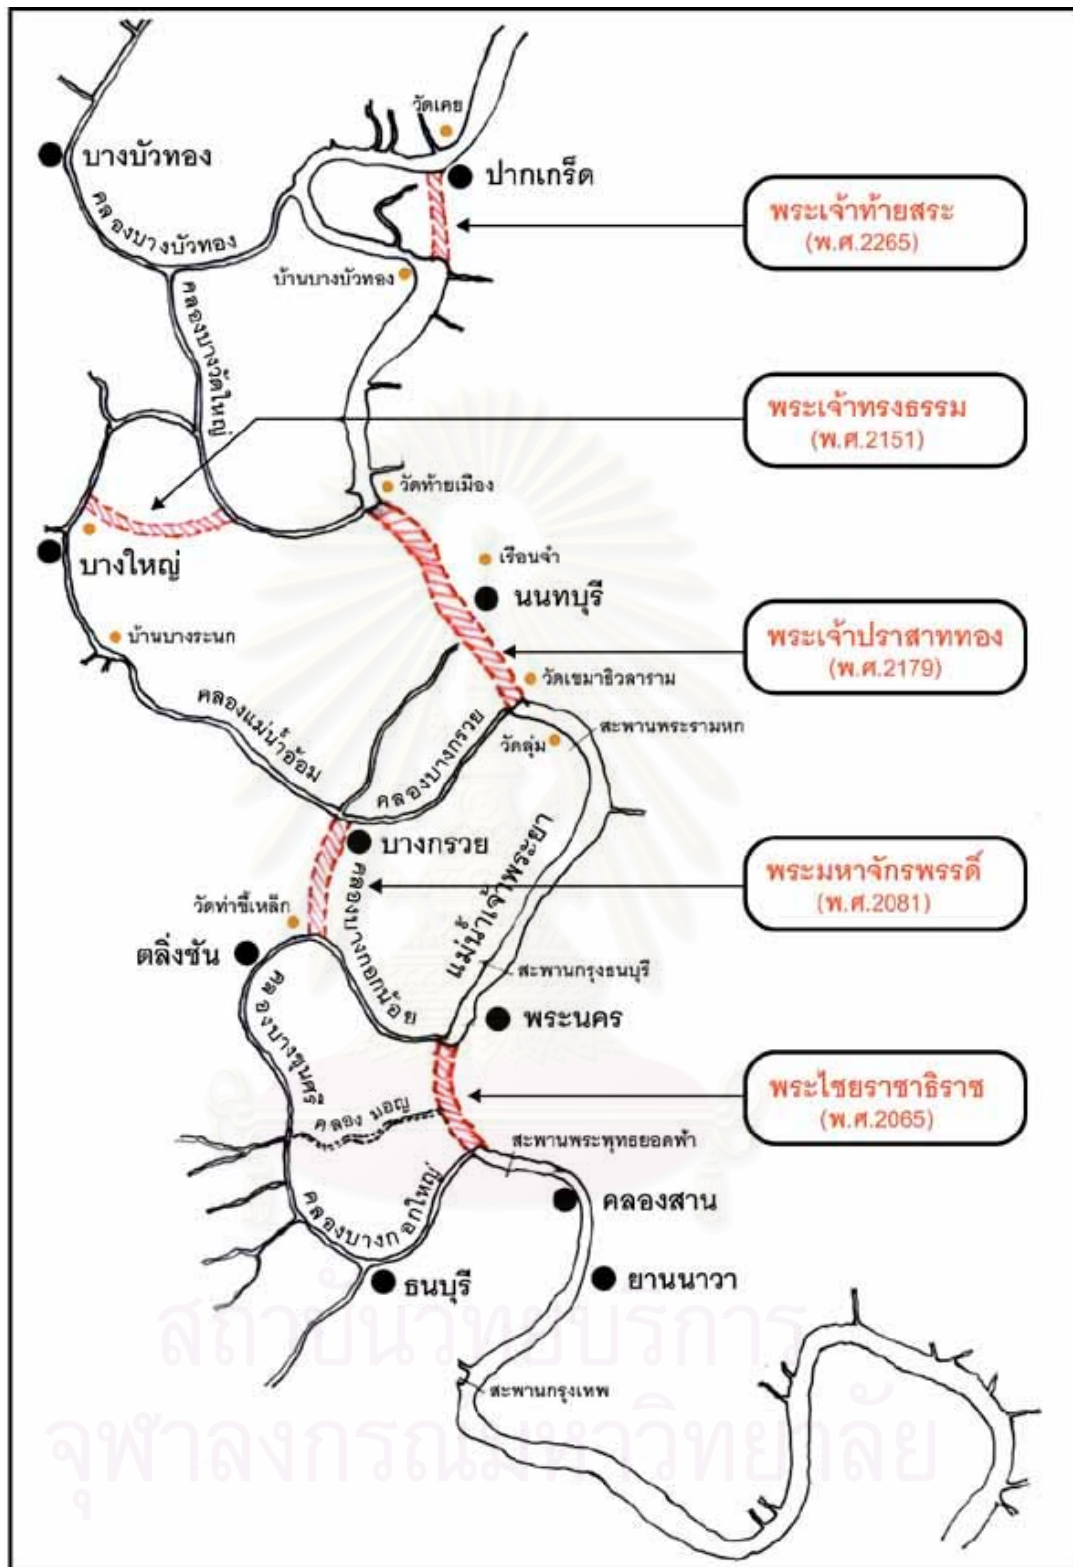 วัดเคย
บางบัวทอง
ปากเกร็ด
คลองบางบัวทอง
พระเจ้าท้ายสระ
(พ.ศ.2265)
บ้านบางบัวทอง
คลองบางวัดใหญ่
พระเจ้าทรงธรรม
(พ.ศ.2151)
วัดท้ายเมือง
บางใหญ่
เรือนจำ
นนทบุรี
บ้านบางระนก
พระเจ้าปราสาททอง
(พ.ศ.2179)
วัดเขมาธิวลาราม
คลองแม่น้ำอ้อม
คลองบางกรวย
วัดลุ่ม
สะพานพระรามหก
บางกรวย
แม่น้ำเจ้าพระยา
พระมหาจักรพรรดิ์
(พ.ศ.2081)
คลองบางกอกน้อย
วัดท่าขี้เหล็ก
ตลิ่งชัน
สะพานกรุงธนบุรี
คลองบางขุนศรี
พระนคร
พระไชยราชาธิราช
(พ.ศ.2065)
คลอง มอญ
สะพานพระพุทธยอดฟ้า
คลองบางกอกใหญ่
คลองสาน
ธนบุรี
ยานนาวา
สถาบันวิทยบริการ
สะพานกรุงเทพ
จุฬาลงกรณ์มหาวิทยาลัย